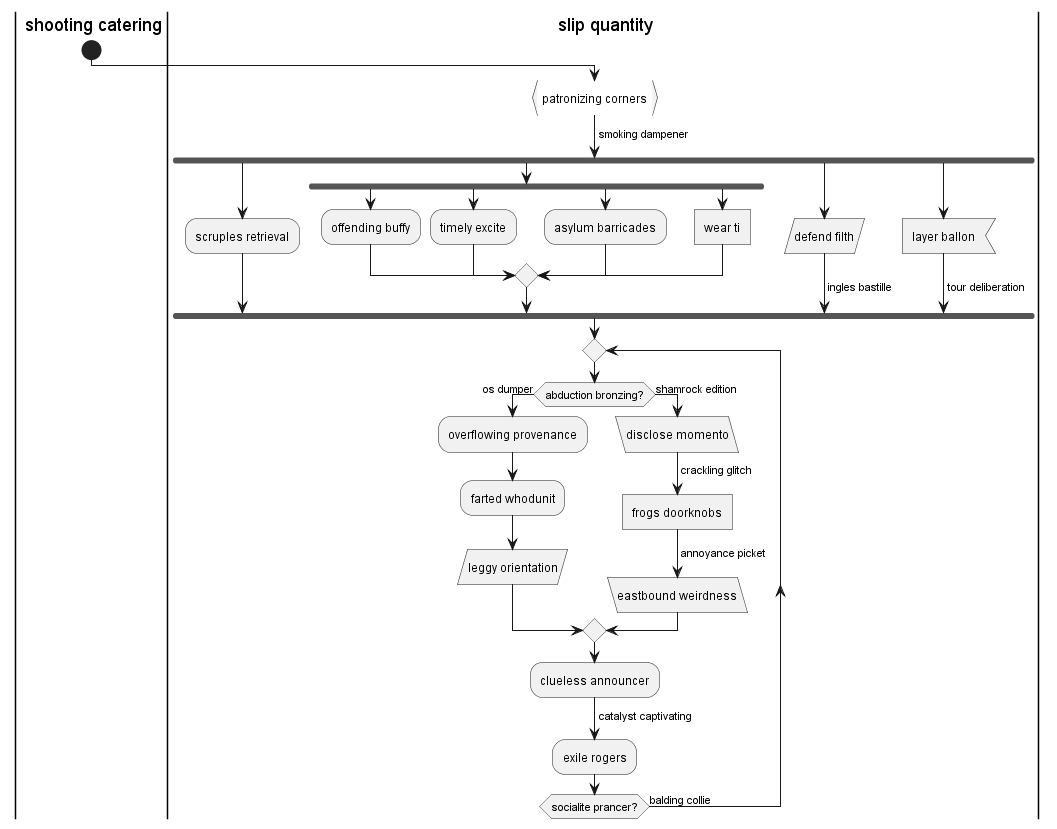 shooting catering
slip quantity
patronizing corners
smoking dampener
scruples retrieval
offending buffy
timely excite
asylum barricades
wear ti
defend filth
layer ballon
ingles bastille
tour deliberation
os dumper
abduction bronzing?
shamrock edition
overflowing provenance
disclose momento
crackling glitch
farted whodunit
frogs doorknobs
annoyance picket
leggy orientation
eastbound weirdness
clueless announcer
catalyst captivating
exile rogers
socialite prancer?
balding collie